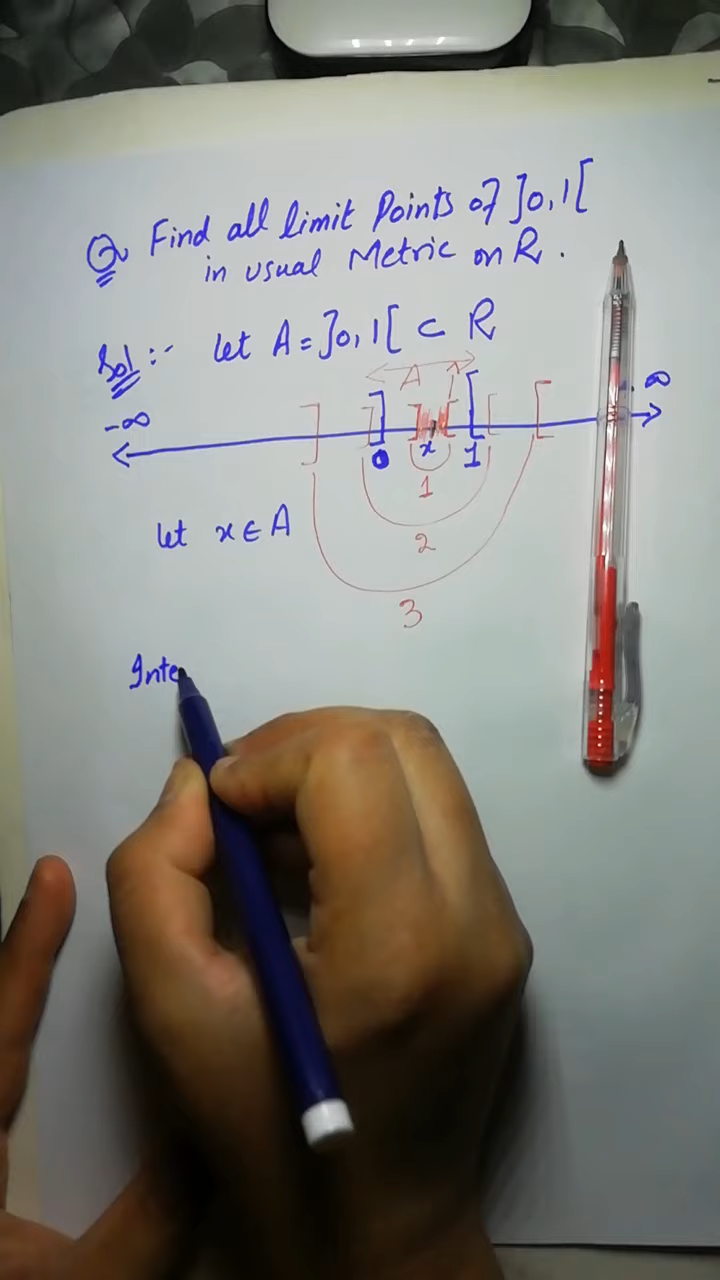 Q Find all limit Points of ]0,1[
in usual Metric on R.
Sol:- let A = ]0,1[ ⊂ R
A
-∞ ∞
0 x 1
1
let x ∈ A
2
3
Inte